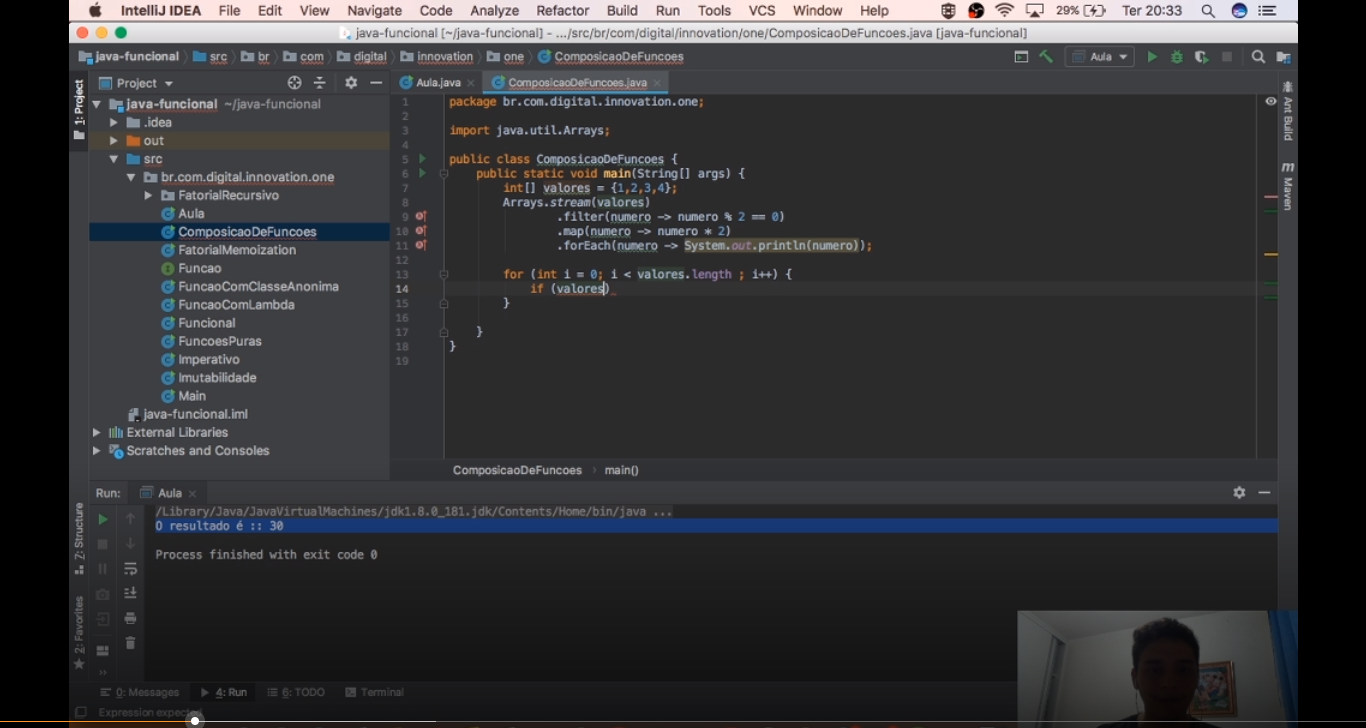 IntelliJ IDEA File Edit View Navigate Code Analyze Refactor Build Run Tools VCS Window Help 29% Ter 20:33
java-funcional [~/java-funcional] - .../src/br/com/digital/innovation/one/ComposicaoDeFuncoes.java [java-funcional]
java-funcional src br com digital innovation one ComposicaoDeFuncoes Aula
Project
Aula.java ComposicaoDeFuncoes.java
1: Project
java-funcional ~/java-funcional
.idea
out
src
br.com.digital.innovation.one
FatorialRecursivo
Aula
ComposicaoDeFuncoes
FatorialMemoization
Funcao
FuncaoComClasseAnonima
FuncaoComLambda
Funcional
FuncoesPuras
Imperativo
Imutabilidade
Main
java-funcional.iml
External Libraries
Scratches and Consoles
1 package br.com.digital.innovation.one;
2
3 import java.util.Arrays;
4
5 public class ComposicaoDeFuncoes {
6 public static void main(String[] args) {
7 int[] valores = {1,2,3,4};
8 Arrays.stream(valores)
9 .filter(numero -> numero % 2 == 0)
10 .map(numero -> numero * 2)
11 .forEach(numero -> System.out.println(numero));
12
13 for (int i = 0; i < valores.length ; i++) {
14 if (valores)
15 }
16
17 }
18 }
19
Ant Build
Maven
ComposicaoDeFuncoes main()
Run: Aula
/Library/Java/JavaVirtualMachines/jdk1.8.0_181.jdk/Contents/Home/bin/java ...
O resultado é :: 30
Process finished with exit code 0
7: Structure
2: Favorites
0: Messages 4: Run 6: TODO Terminal
Expression expected